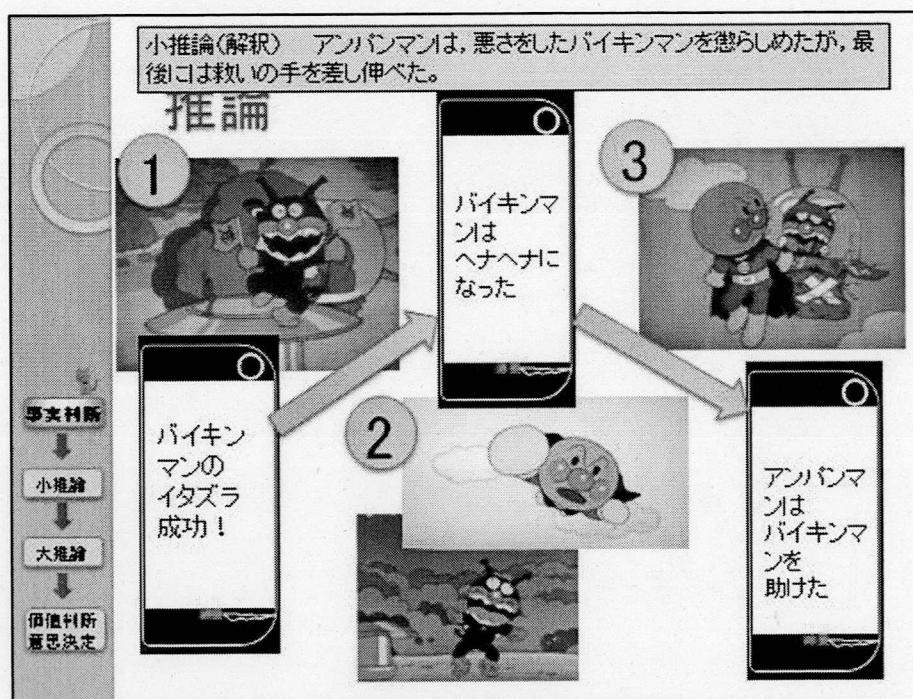 小推論(解釈)　アンパンマンは,悪さをしたバイキンマンを懲らしめたが,最
後には救いの手を差し伸べた。
推論
1
バイキン
マンの
イタズラ
成功！
バイキンマ
ンは
ヘナヘナに
なった
2
3
アンパンマ
ンは
バイキンマ
ンを
助けた
事実判断
小推論
大推論
価値判断
意思決定